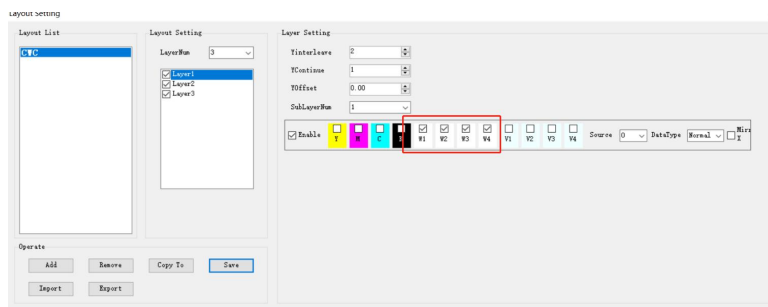 Layout Setting
Layout List
Layout Setting
Layer Setting
CWC
LayerNum 3
Layer1
Layer2
Layer3
Yinterleave 2
YContinue 1
YOffset 0.00
SubLayerNum 1
Enable Y M C K W1 W2 W3 W4 V1 V2 V3 V4 Source 0 DataType Normal Mirr X
Operate
Add Remove Copy To Save
Import Export